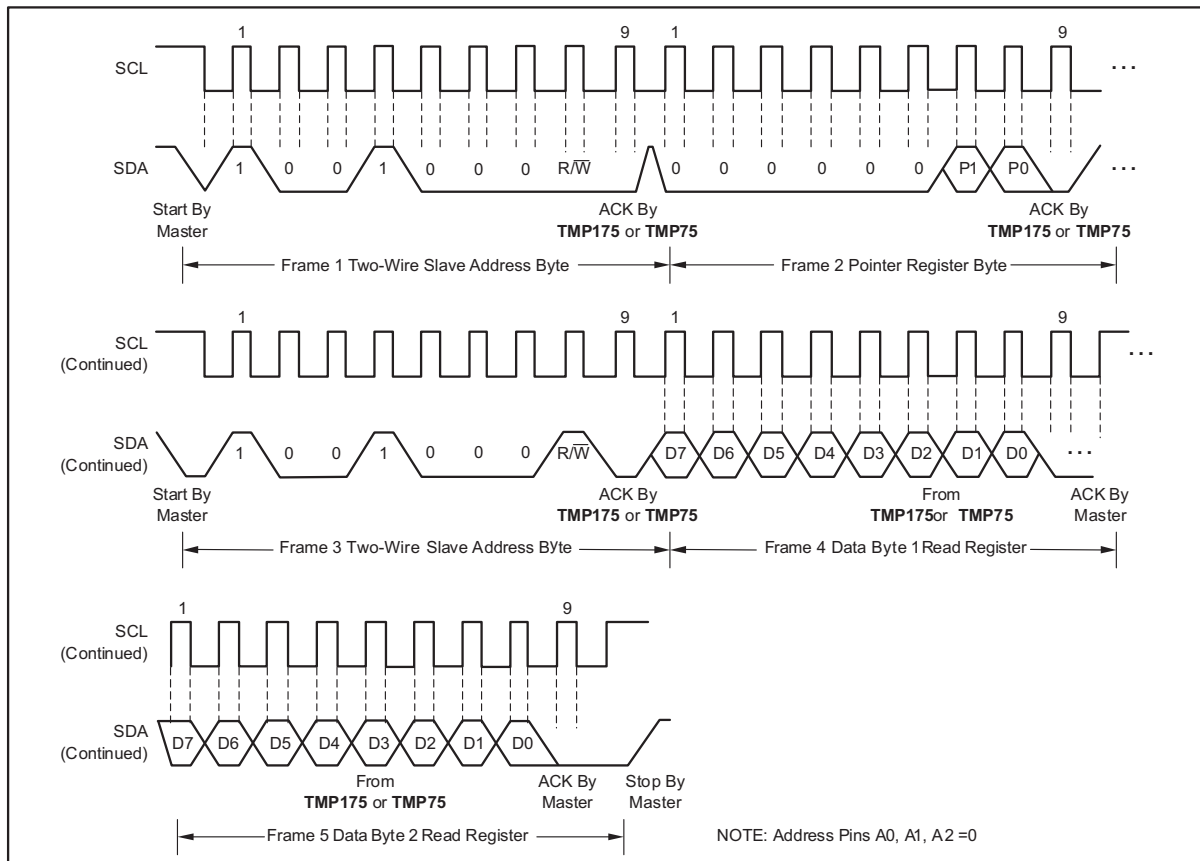 1 9 1 9
SCL
...
SDA 1 0 0 1 0 0 0 R/W 0 0 0 0 0 0 P1 P0 ...
Start By ACK By ACK By
Master TMP175 or TMP75 TMP175 or TMP75
Frame 1 Two-Wire Slave Address Byte Frame 2 Pointer Register Byte
1 9 1 9
SCL
(Continued) ...
SDA 1 0 0 1 0 0 0 R/W D7 D6 D5 D4 D3 D2 D1 D0 ...
(Continued)
Start By ACK By From ACK By
Master TMP175 or TMP75 TMP175or TMP75 Master
Frame 3 Two-Wire Slave Address Byte Frame 4 Data Byte 1 Read Register
1 9
SCL
(Continued)
SDA D7 D6 D5 D4 D3 D2 D1 D0
(Continued)
From ACK By Stop By
TMP175 or TMP75 Master Master
Frame 5 Data Byte 2 Read Register NOTE: Address Pins A0, A1, A2 =0